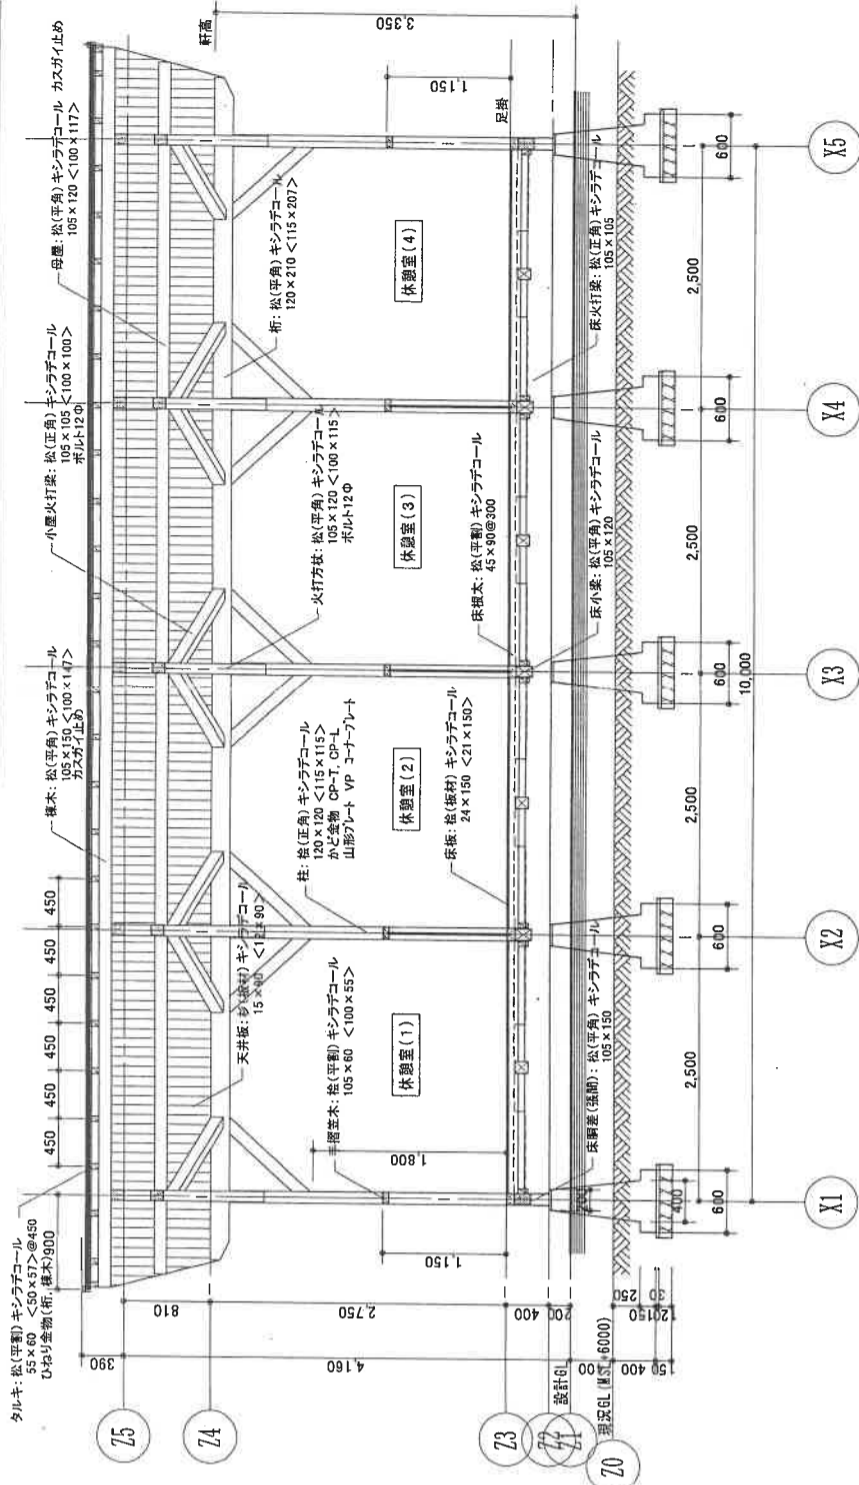 タルキ: 松(平割) キシラデコール
55×60 <50×57>@450
ひねり金物(桁, 棟木)
900
450
450
450
450
450
450
棟木: 松(平角) キシラデコール
105×150 <100×147>
カスガイ止め
小屋火打梁: 松(正角) キシラデコール
105×105 <100×100>
ボルト12Φ
母屋: 松(平角) キシラデコール カスガイ止め
105×120 <100×117>
軒高
3,350
1,150
足掛
桁: 松(平角) キシラデコール
120×210 <115×207>
火打方杖: 松(平角) キシラデコール
105×120 <100×115>
ボルト12Φ
柱: 桧(正角) キシラデコール
120×120 <115×115>
かど金物 CP-T, CP-L
山形プレート VP コーナープレート
天井板: 杉(板材) キシラデコール
15×90 <12×90>
手摺笠木: 桧(平割) キシラデコール
105×60 <100×55>
休憩室(1)
休憩室(2)
休憩室(3)
休憩室(4)
1,800
1,150
床板: 桧(板材) キシラデコール
24×150 <21×150>
床根太: 松(平割) キシラデコール
45×90@300
床胴差(張間): 松(平角) キシラデコール
105×150
床小梁: 松(平角) キシラデコール
105×120
床火打梁: 松(正角) キシラデコール
105×105
390
810
2,750
400
200
4,160
400
設計GL
現況GL
250
30
150
120
400
150
200
400
600
600
600
600
600
2,500
2,500
2,500
2,500
10,000
Z5
Z4
Z3
Z2
Z1
Z0
X1
X2
X3
X4
X5